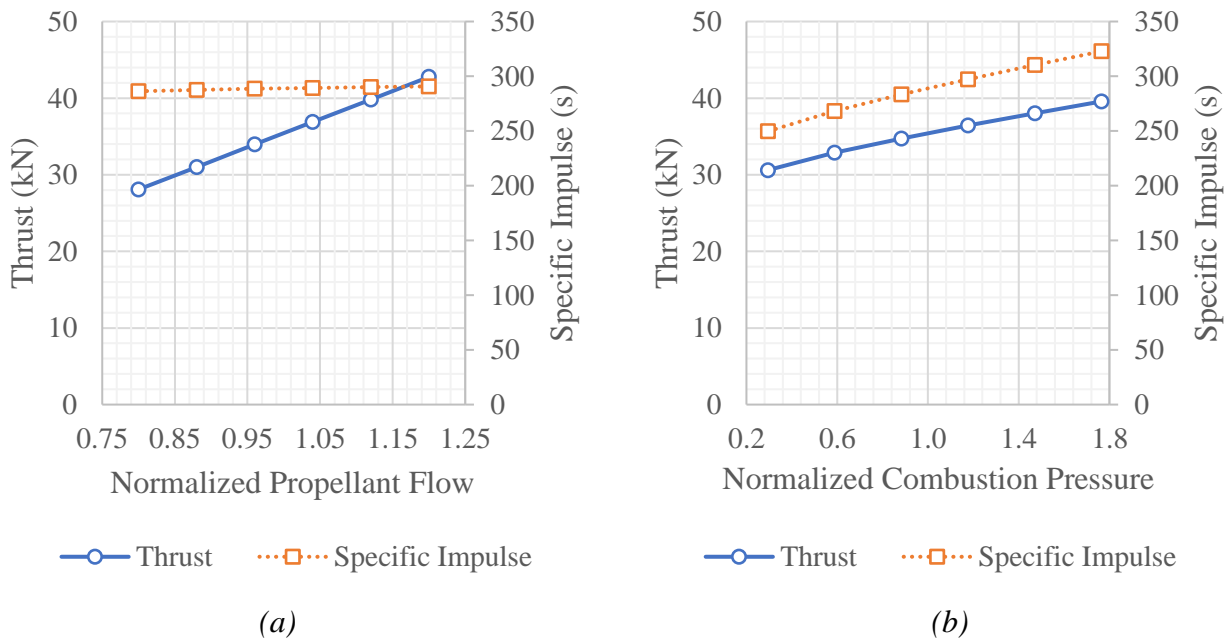 50
40
30
20
10
0
Thrust (kN)
350
300
250
200
150
100
50
0
Specific Impulse (s)
0.75 0.85 0.95 1.05 1.15 1.25
Normalized Propellant Flow
Thrust Specific Impulse
(a)
50
40
30
20
10
0
Thrust (kN)
350
300
250
200
150
100
50
0
Specific Impulse (s)
0.2 0.6 1.0 1.4 1.8
Normalized Combustion Pressure
Thrust Specific Impulse
(b)